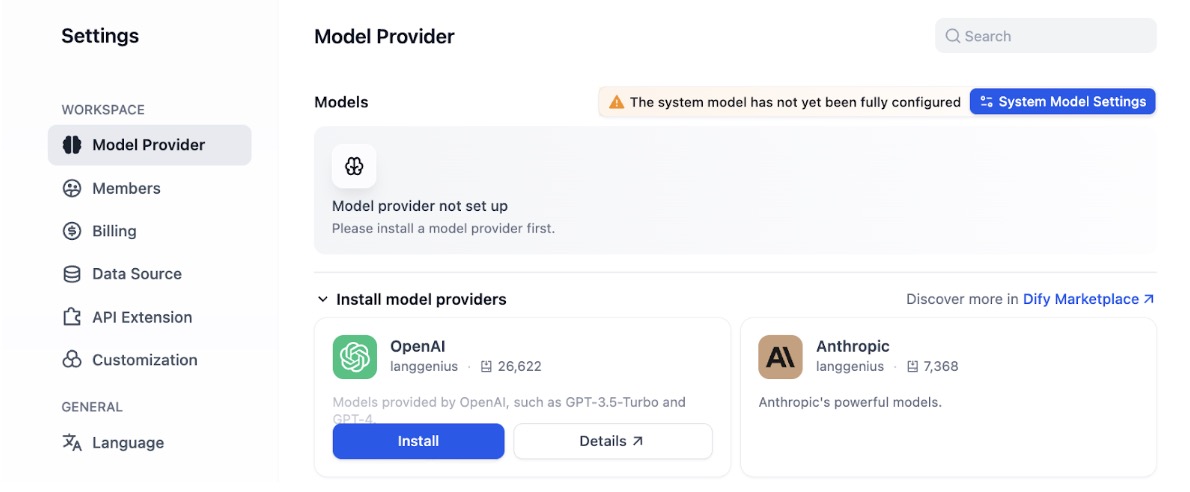 Settings
WORKSPACE
Model Provider
Members
Billing
Data Source
API Extension
Customization
GENERAL
Language
Model Provider
Search
Models
The system model has not yet been fully configured
System Model Settings
Model provider not set up
Please install a model provider first.
Install model providers
Discover more in Dify Marketplace
OpenAI
langgenius · 26,622
Models provided by OpenAI, such as GPT-3.5-Turbo and
GPT-4.
Install
Details
Anthropic
langgenius · 7,368
Anthropic's powerful models.